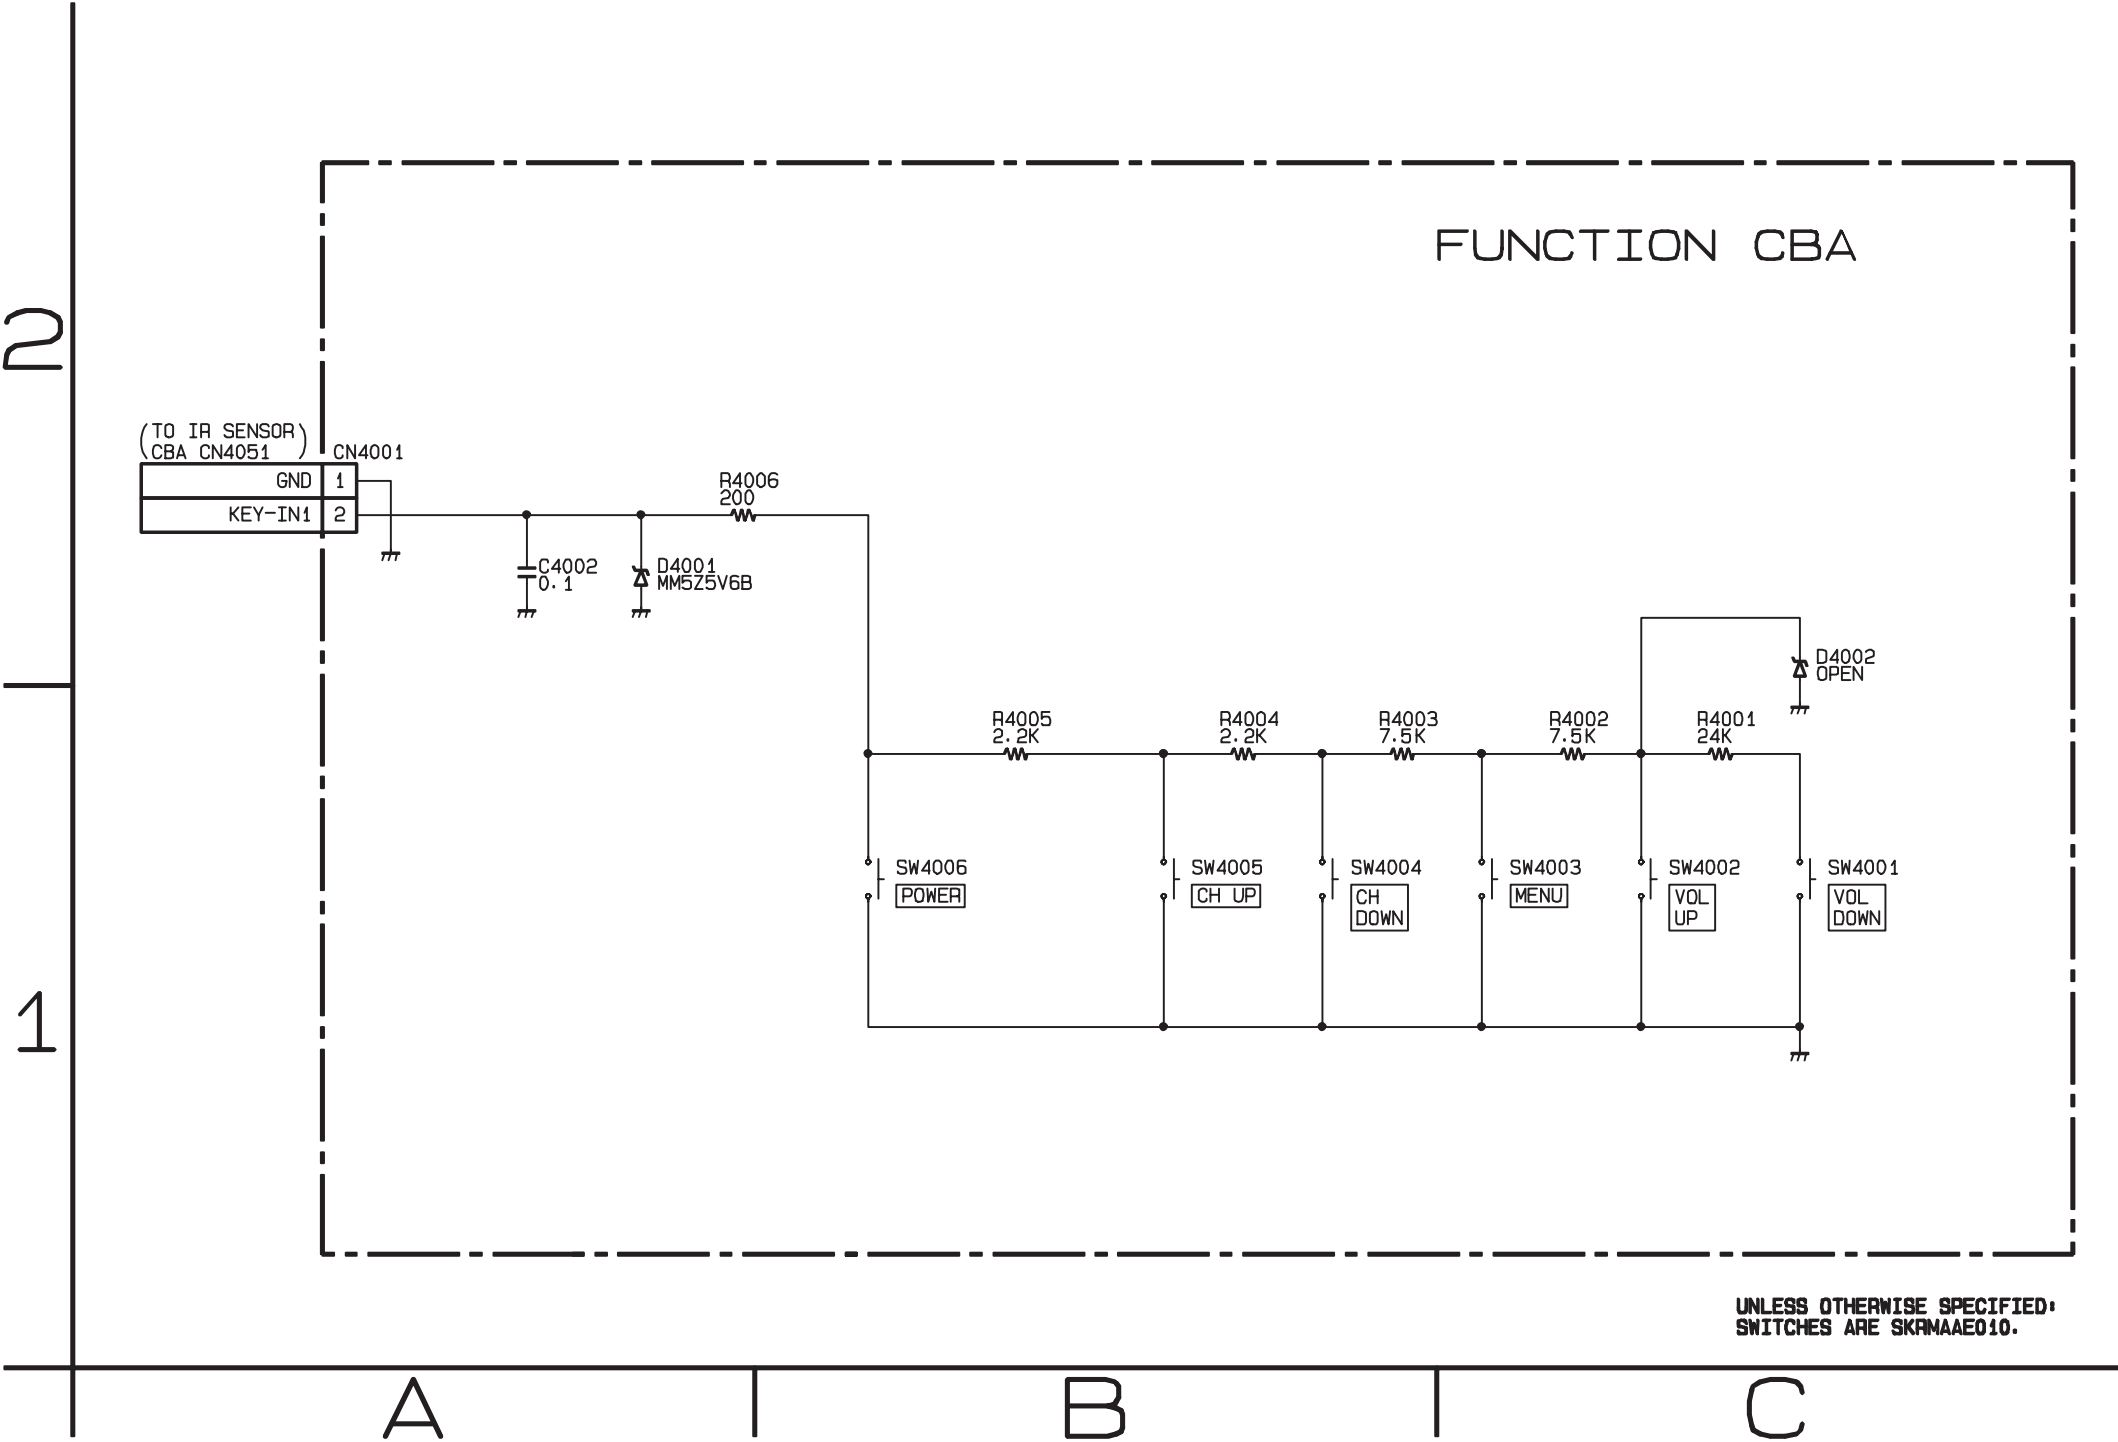 FUNCTION CBA
2
(TO IR SENSOR)
(CBA CN4051 )
CN4001
GND 1
KEY-IN1 2
R4006
200
C4002
0.1
D4001
MM5Z5V6B
D4002
OPEN
R4005
2.2K
R4004
2.2K
R4003
7.5K
R4002
7.5K
R4001
24K
SW4006
POWER
SW4005
CH UP
SW4004
CH
DOWN
SW4003
MENU
SW4002
VOL
UP
SW4001
VOL
DOWN
1
UNLESS OTHERWISE SPECIFIED:
SWITCHES ARE SKRMAAE010.
A B C